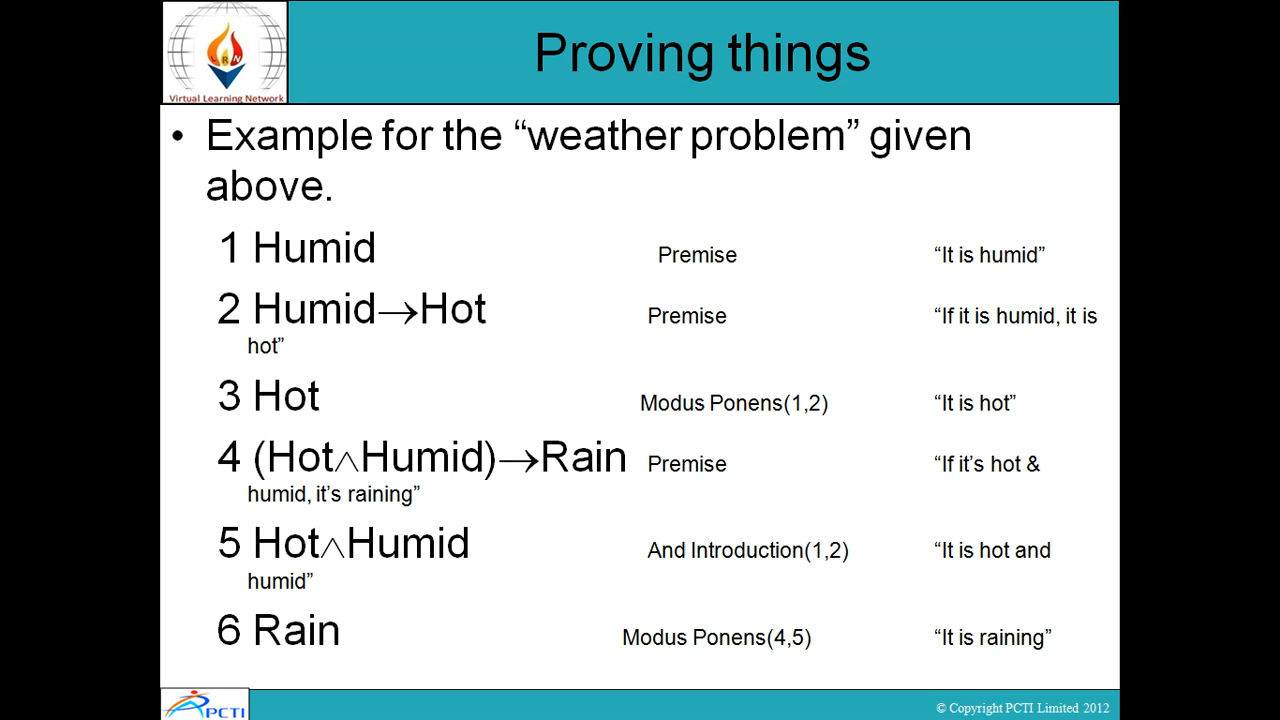 Proving things
Virtual Learning Network
• Example for the “weather problem” given
above.
1 Humid Premise “It is humid”
2 Humid→Hot Premise “If it is humid, it is
hot”
3 Hot Modus Ponens(1,2) “It is hot”
4 (Hot∧Humid)→Rain Premise “If it’s hot &
humid, it’s raining”
5 Hot∧Humid And Introduction(1,2) “It is hot and
humid”
6 Rain Modus Ponens(4,5) “It is raining”
PCTI
© Copyright PCTI Limited 2012